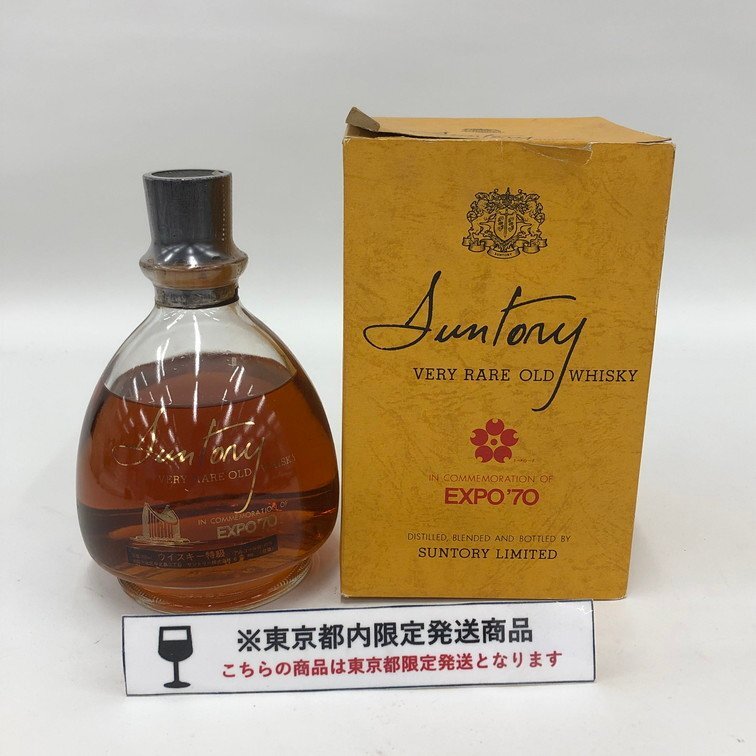 Suntory
VERY RARE OLD WHISKY
IN COMMEMORATION OF
EXPO'70
DISTILLED, BLENDED AND BOTTLED BY
SUNTORY LIMITED
SUNTORY
Suntory
VERY RARE OLD
IN COMMEMORATION OF
EXPO'70
ウイスキー特級
※東京都内限定発送商品
こちらの商品は東京都限定発送となります